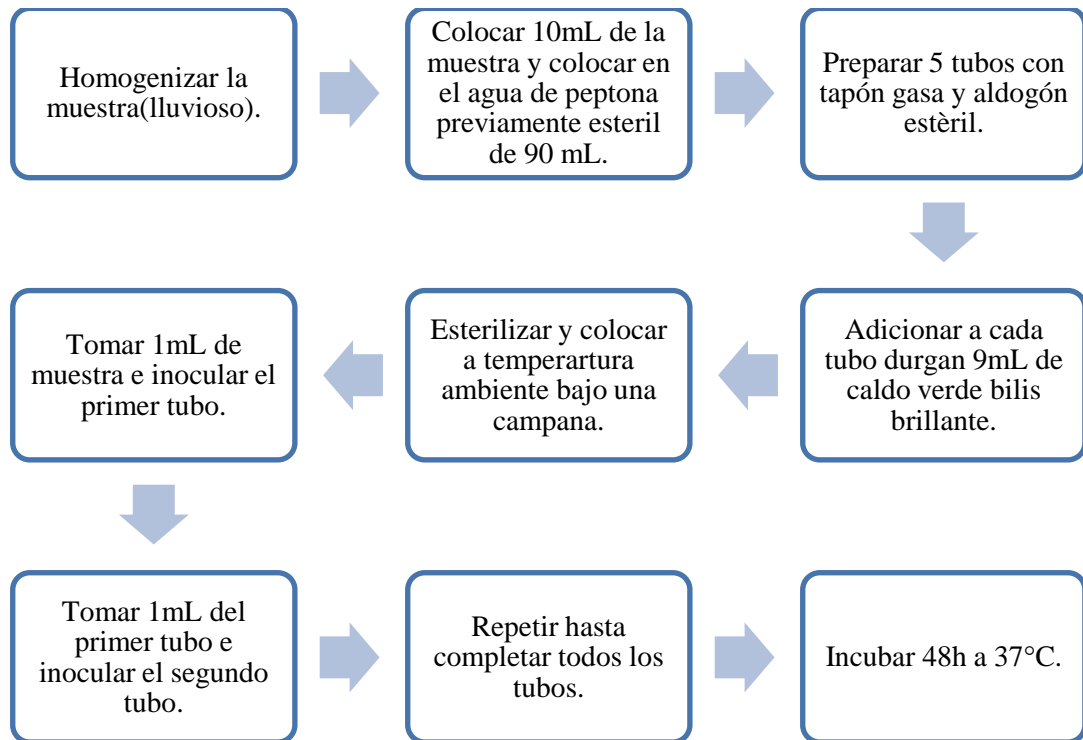 Homogenizar la
muestra(lluvioso).
Colocar 10mL de la
muestra y colocar en
el agua de peptona
previamente esteril
de 90 mL.
Preparar 5 tubos con
tapón gasa y aldogón
estèril.
Adicionar a cada
tubo durgan 9mL de
caldo verde bilis
brillante.
Esterilizar y colocar
a temperartura
ambiente bajo una
campana.
Tomar 1mL de
muestra e inocular el
primer tubo.
Tomar 1mL del
primer tubo e
inocular el segundo
tubo.
Repetir hasta
completar todos los
tubos.
Incubar 48h a 37°C.